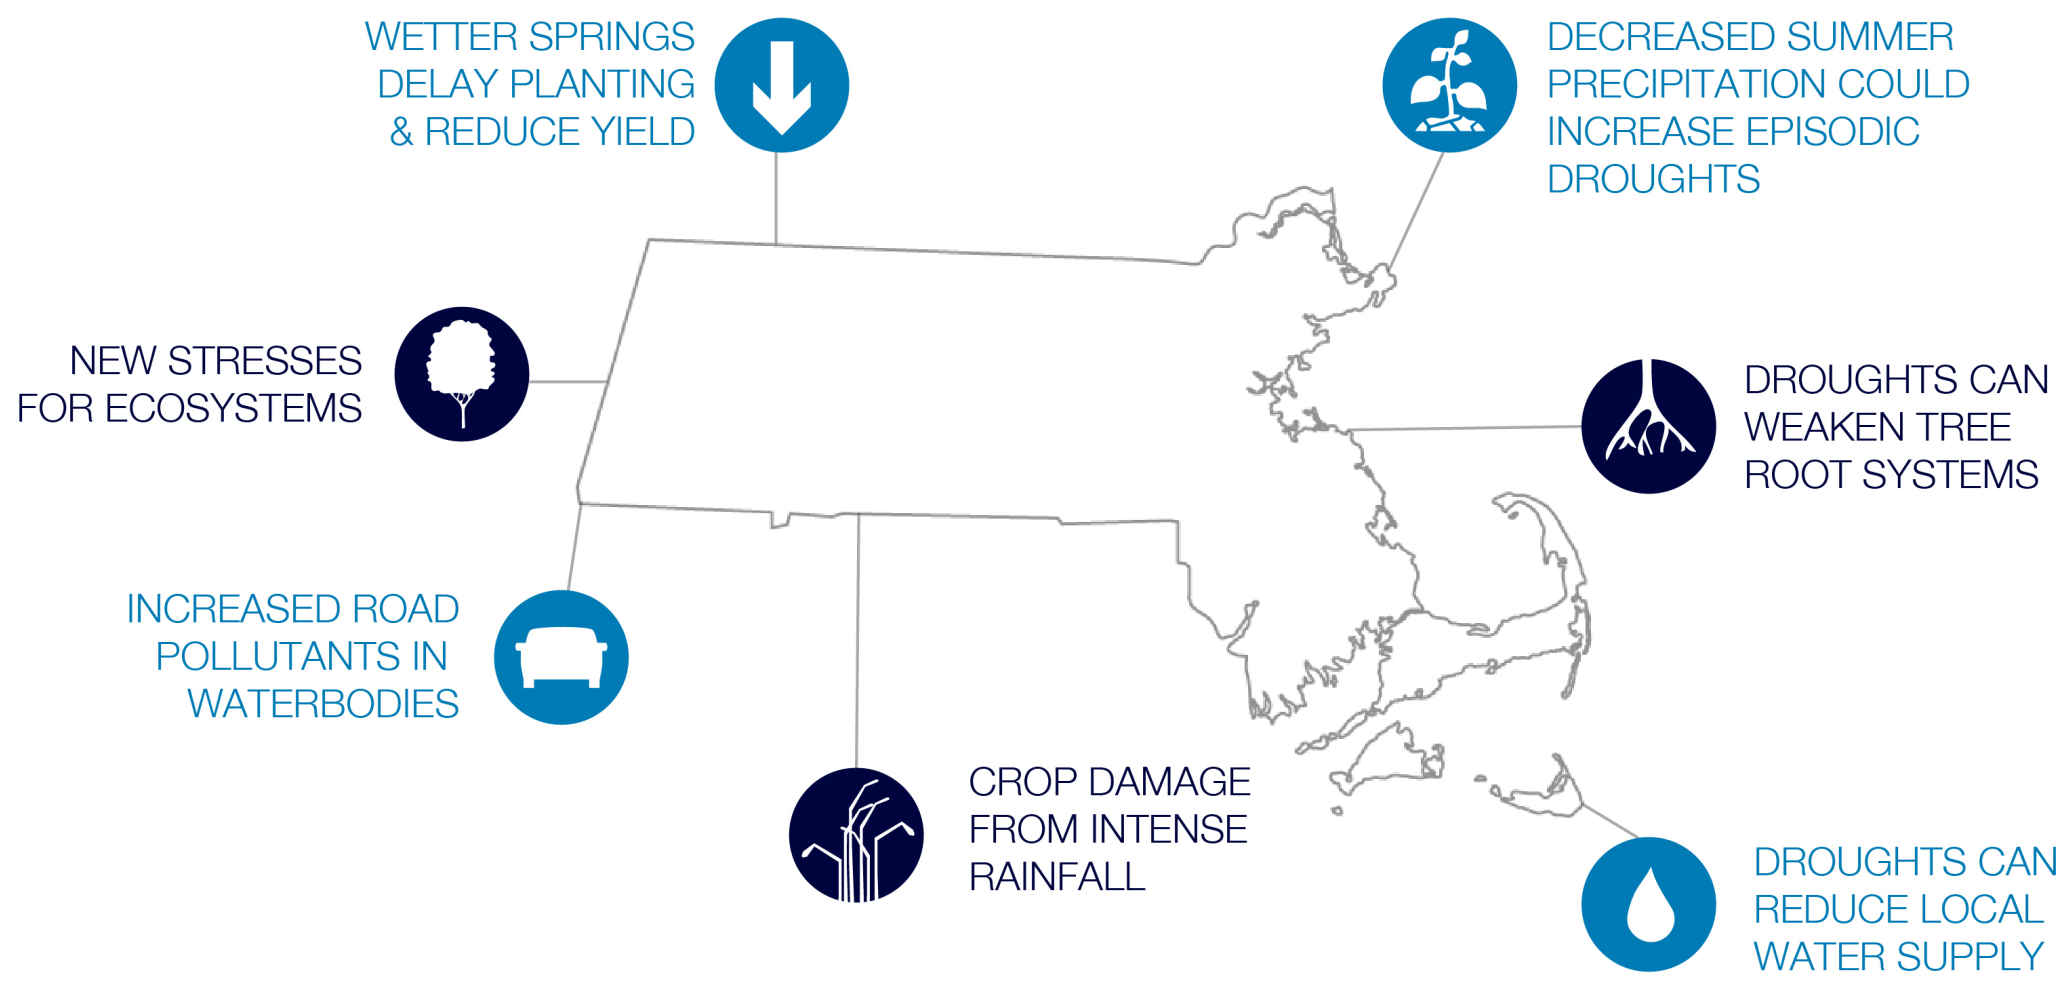 WETTER SPRINGS
DELAY PLANTING
& REDUCE YIELD
DECREASED SUMMER
PRECIPITATION COULD
INCREASE EPISODIC
DROUGHTS
NEW STRESSES
FOR ECOSYSTEMS
DROUGHTS CAN
WEAKEN TREE
ROOT SYSTEMS
INCREASED ROAD
POLLUTANTS IN
WATERBODIES
CROP DAMAGE
FROM INTENSE
RAINFALL
DROUGHTS CAN
REDUCE LOCAL
WATER SUPPLY